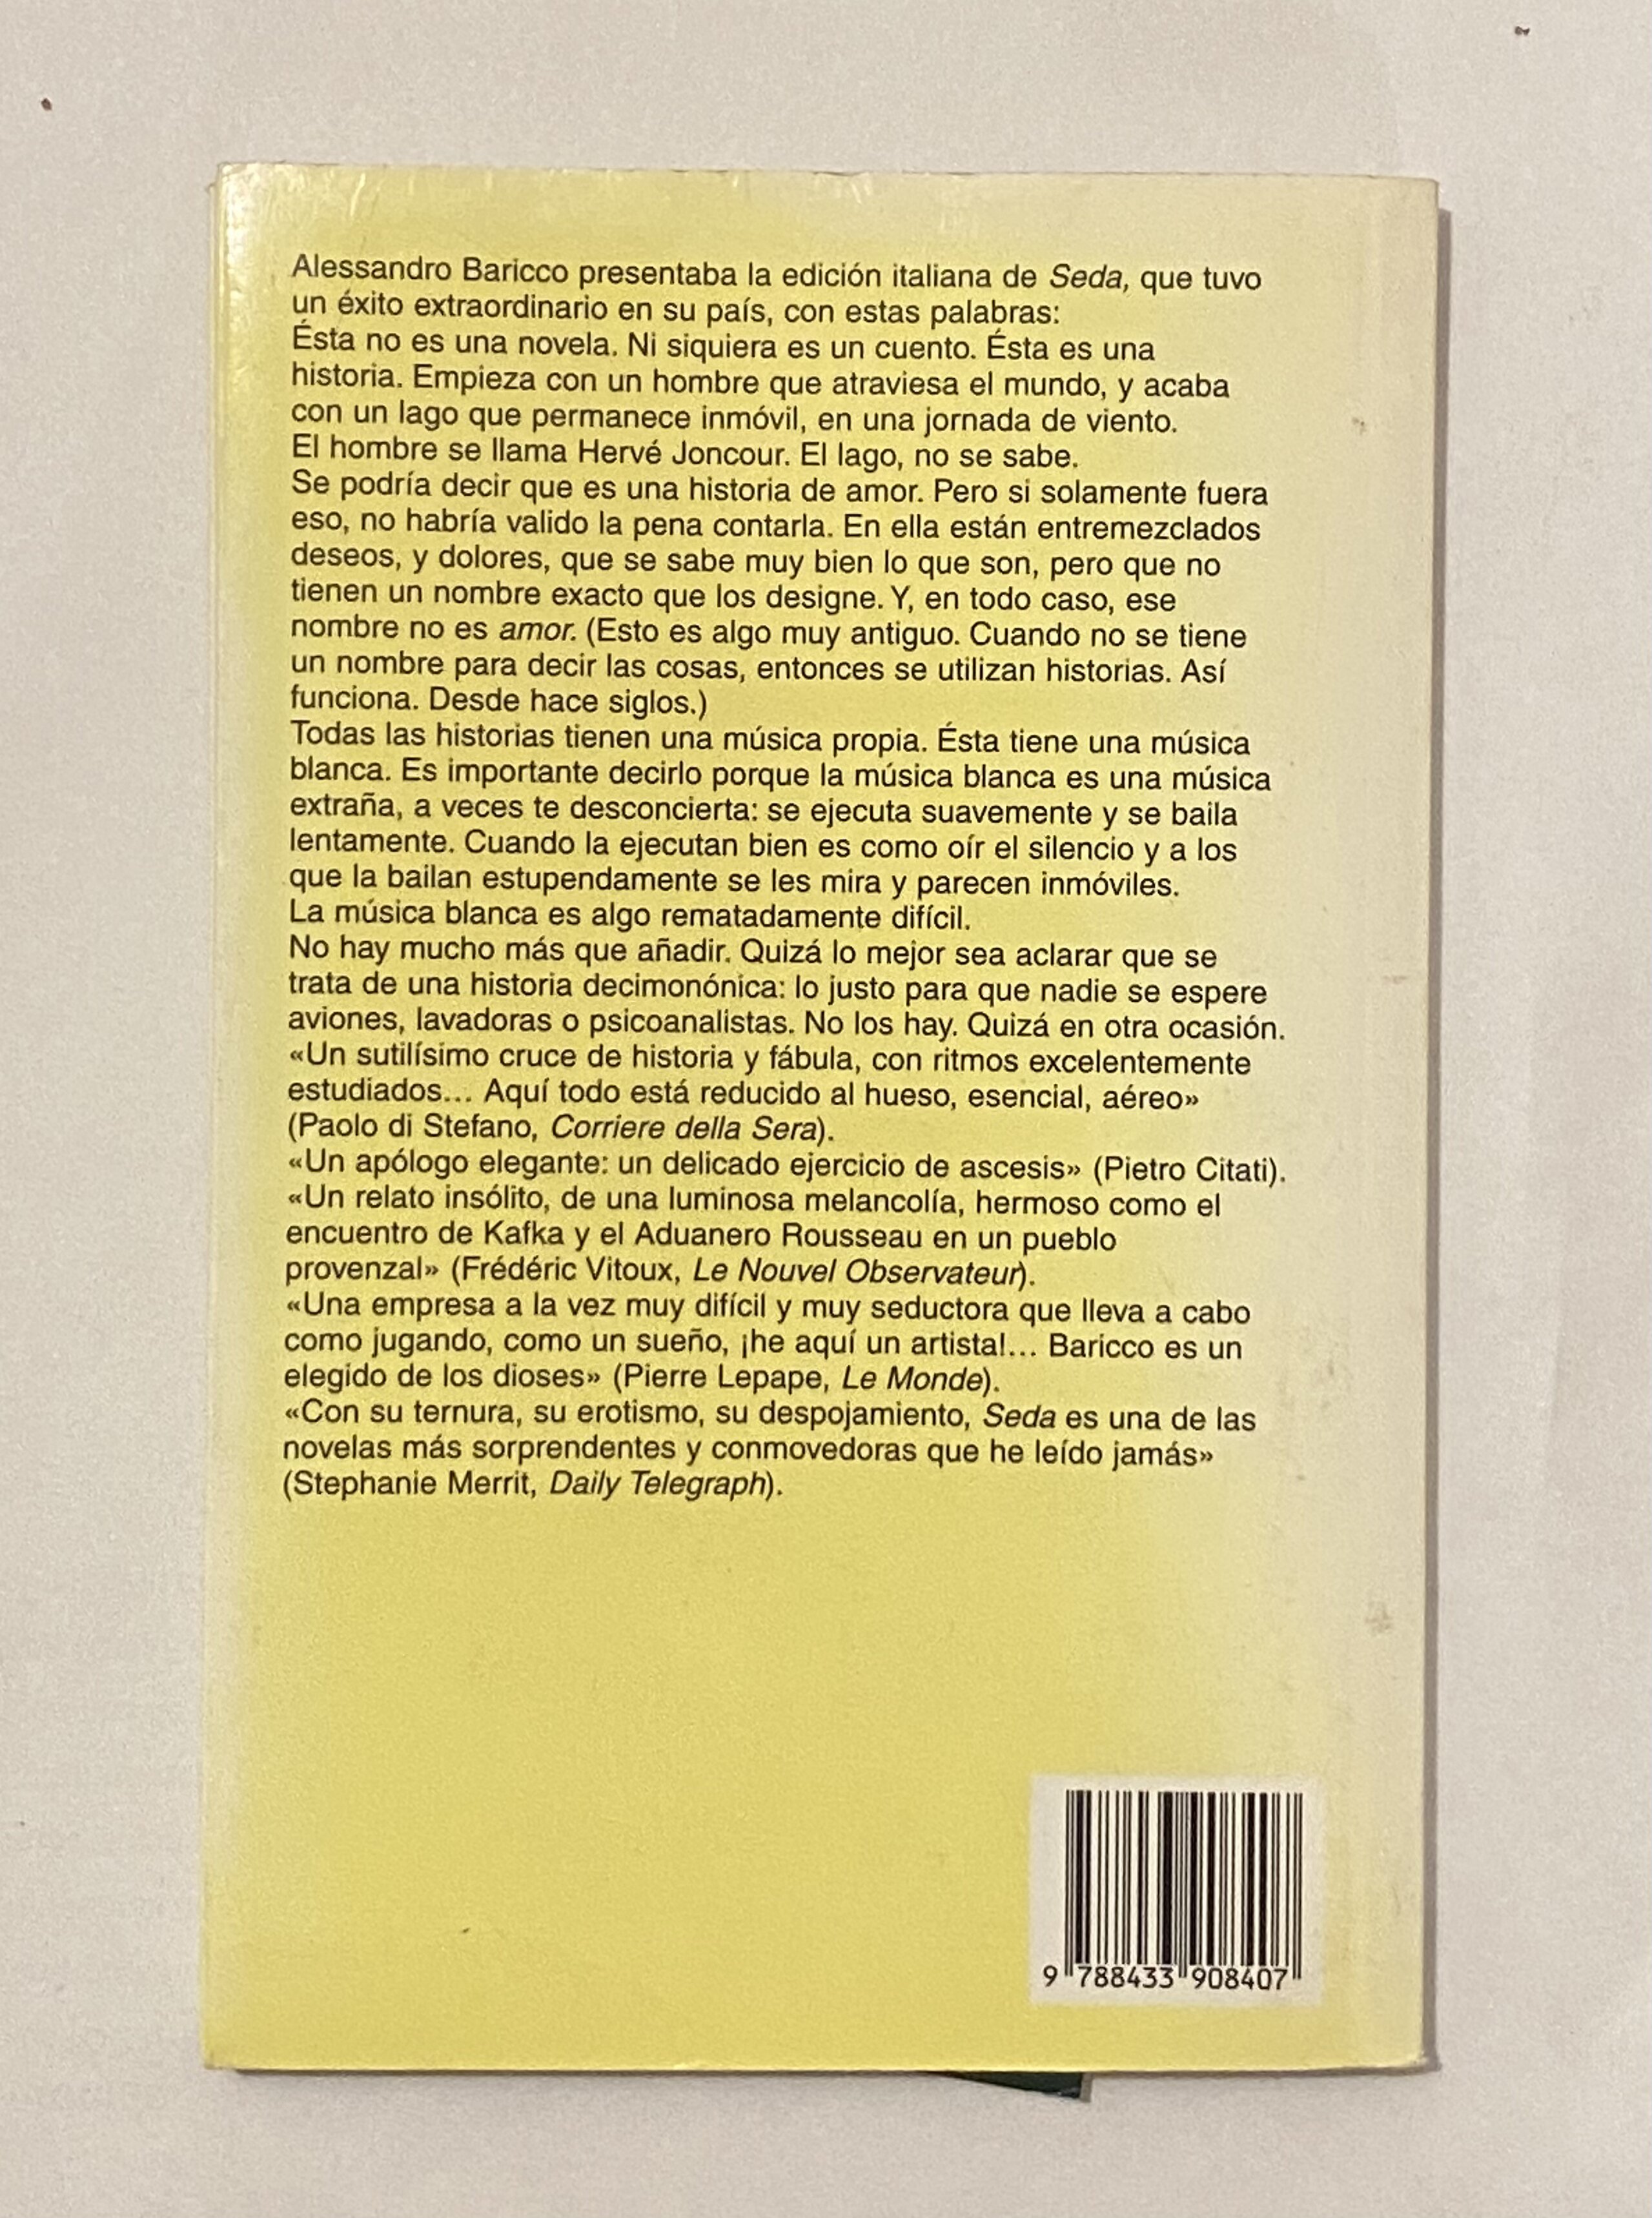 Alessandro Baricco presentaba la edición italiana de Seda, que tuvo
un éxito extraordinario en su país, con estas palabras:
Ésta no es una novela. Ni siquiera es un cuento. Ésta es una
historia. Empieza con un hombre que atraviesa el mundo, y acaba
con un lago que permanece inmóvil, en una jornada de viento.
El hombre se llama Hervé Joncour. El lago, no se sabe.
Se podría decir que es una historia de amor. Pero si solamente fuera
eso, no habría valido la pena contarla. En ella están entremezclados
deseos, y dolores, que se sabe muy bien lo que son, pero que no
tienen un nombre exacto que los designe. Y, en todo caso, ese
nombre no es amor. (Esto es algo muy antiguo. Cuando no se tiene
un nombre para decir las cosas, entonces se utilizan historias. Así
funciona. Desde hace siglos.)
Todas las historias tienen una música propia. Ésta tiene una música
blanca. Es importante decirlo porque la música blanca es una música
extraña, a veces te desconcierta: se ejecuta suavemente y se baila
lentamente. Cuando la ejecutan bien es como oír el silencio y a los
que la bailan estupendamente se les mira y parecen inmóviles.
La música blanca es algo rematadamente difícil.
No hay mucho más que añadir. Quizá lo mejor sea aclarar que se
trata de una historia decimonónica: lo justo para que nadie se espere
aviones, lavadoras o psicoanalistas. No los hay. Quizá en otra ocasión.
«Un sutilísimo cruce de historia y fábula, con ritmos excelentemente
estudiados... Aquí todo está reducido al hueso, esencial, aéreo»
(Paolo di Stefano, Corriere della Sera).
«Un apólogo elegante: un delicado ejercicio de ascesis» (Pietro Citati).
«Un relato insólito, de una luminosa melancolía, hermoso como el
encuentro de Kafka y el Aduanero Rousseau en un pueblo
provenzal» (Frédéric Vitoux, Le Nouvel Observateur).
«Una empresa a la vez muy difícil y muy seductora que lleva a cabo
como jugando, como un sueño, ¡he aquí un artista!... Baricco es un
elegido de los dioses» (Pierre Lepape, Le Monde).
«Con su ternura, su erotismo, su despojamiento, Seda es una de las
novelas más sorprendentes y conmovedoras que he leído jamás»
(Stephanie Merrit, Daily Telegraph).
9 788433 908407